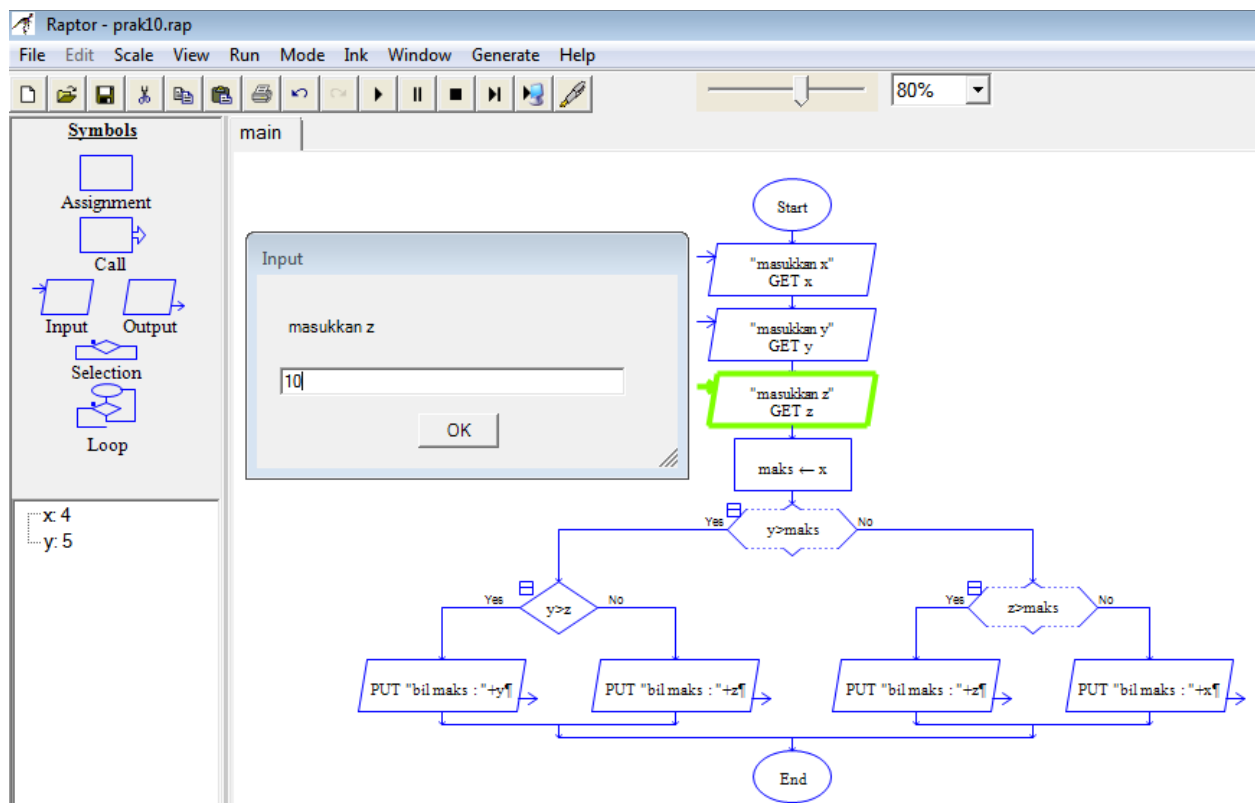 Raptor - prak10.rap
File Edit Scale View Run Mode Ink Window Generate Help
80%
Symbols
Assignment
Call
Input Output
Selection
Loop
x: 4
y: 5
main
Input
masukkan z
10
OK
Start
"masukkan x"
GET x
"masukkan y"
GET y
"masukkan z"
GET z
maks ← x
Yes y>maks No
Yes y>z No
Yes z>maks No
PUT "bil maks : "+y¶
PUT "bil maks : "+z¶
PUT "bil maks : "+z¶
PUT "bil maks : "+x¶
End